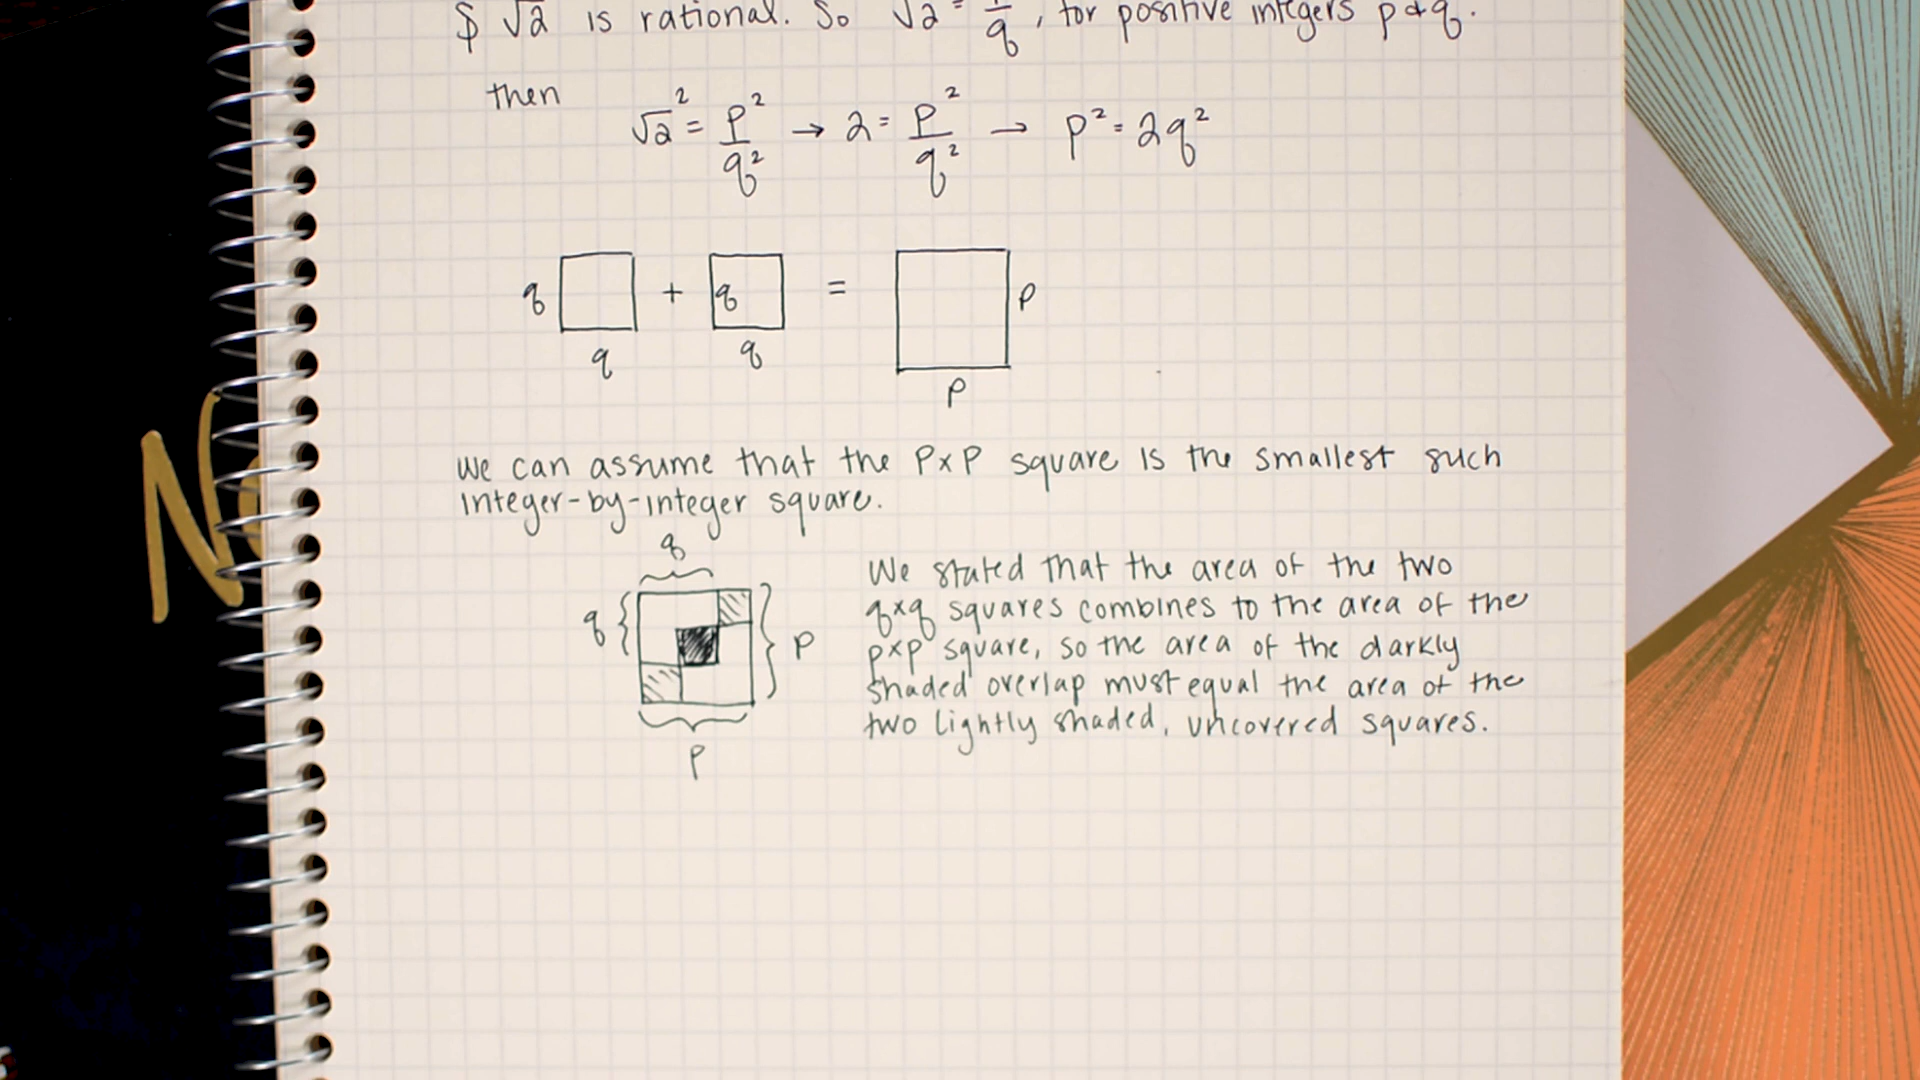 $ √2 is rational. So √2 = p/q, for positive integers p & q.
then √2² = p²/q² → 2 = p²/q² → p² = 2q²
q + q = p
q q p
We can assume that the P×P square is the smallest such
integer-by-integer square.
q
q p
p
We stated that the area of the two
q×q squares combines to the area of the
p×p square, so the area of the darkly
shaded overlap must equal the area of the
two lightly shaded, uncovered squares.